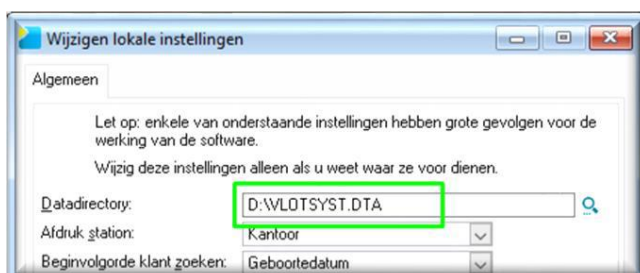 Wijzigen lokale instellingen
Algemeen
Let op: enkele van onderstaande instellingen hebben grote gevolgen voor de
werking van de software.
Wijzig deze instellingen alleen als u weet waar ze voor dienen.
Datadirectory: D:\VLOTSYST.DTA
Afdruk station: Kantoor
Beginvolgorde klant zoeken: Geboortedatum